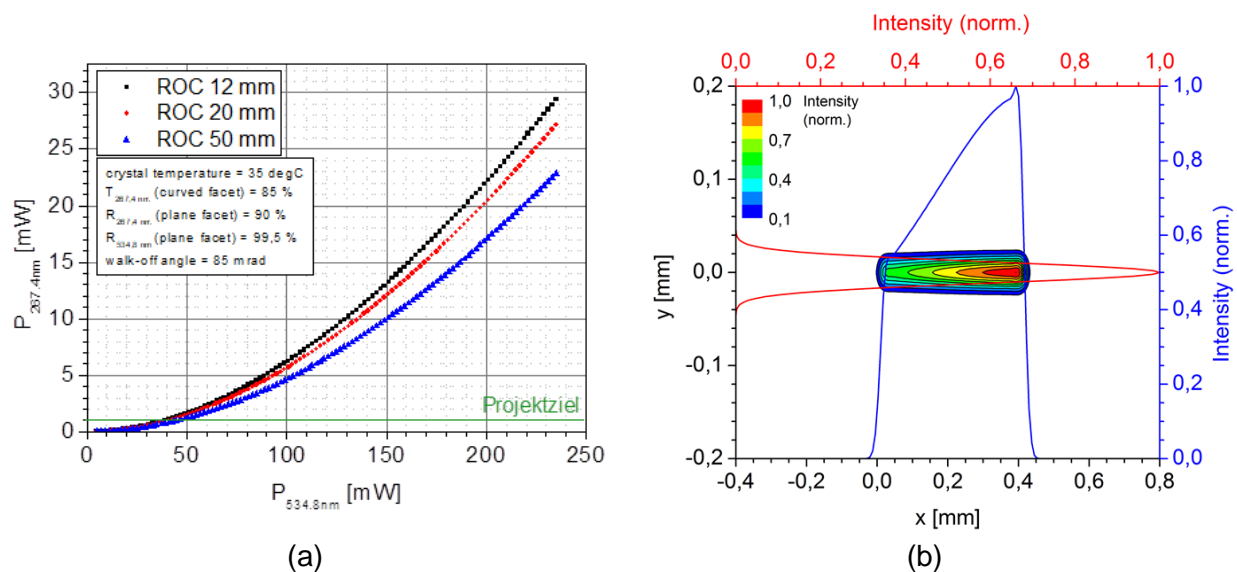 30
25
20
15
10
5
0
P267.4nm [mW]
ROC 12 mm
ROC 20 mm
ROC 50 mm
crystal temperature = 35 degC
T267,4 nm (curved facet) = 85 %
R267,4 nm (plane facet) = 90 %
R534,8 nm (plane facet) = 99,5 %
walk-off angle = 85 mrad
Projektziel
0 50 100 150 200 250
P534.8nm [mW]
(a)
Intensity (norm.)
0,0 0,2 0,4 0,6 0,8 1,0
0,2
0,1
0,0
-0,1
-0,2
y [mm]
1,0 Intensity
(norm.)
0,7
0,4
0,1
1,0
0,8
0,6
0,4
0,2
0,0
Intensity (norm.)
-0,4 -0,2 0,0 0,2 0,4 0,6 0,8
x [mm]
(b)